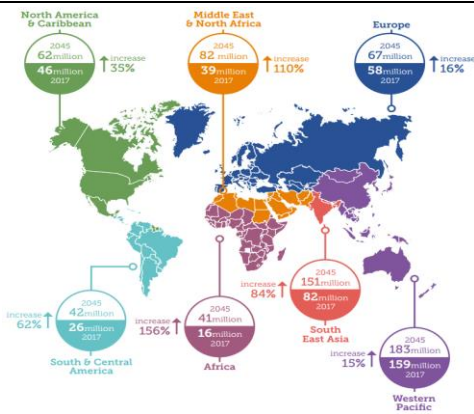 North America
& Caribbean
2045
62million
46million
2017
increase
35%
Middle East
& North Africa
2045
82million
39million
2017
increase
110%
Europe
2045
67million
58million
2017
increase
16%
increase
62%
2045
42million
26million
2017
South & Central
America
increase
156%
2045
41million
16million
2017
Africa
increase
84%
2045
151million
82million
2017
South
East Asia
increase
15%
2045
183million
159million
2017
Western
Pacific